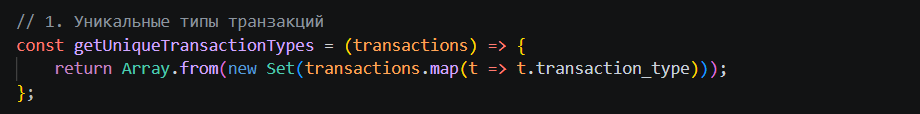 // 1. Уникальные типы транзакций
const getUniqueTransactionTypes = (transactions) => {
    return Array.from(new Set(transactions.map(t => t.transaction_type)));
};